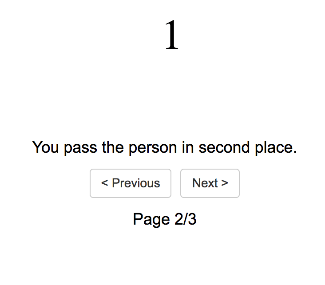 1
You pass the person in second place.
< Previous
Next >
Page 2/3